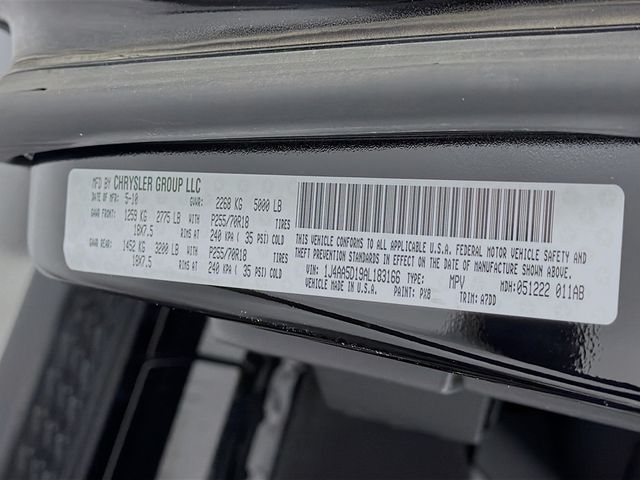 MFD BY CHRYSLER GROUP LLC
DATE OF MFR: 5-10 GVWR: 2268 KG 5000 LB
GAWR FRONT: 1259 KG 2775 LB WITH P255/70R18 TIRES
18X7.5 RIMS AT 240 KPA ( 35 PSI) COLD
GAWR REAR: 1452 KG 3200 LB WITH P255/70R18 TIRES
18X7.5 RIMS AT 240 KPA ( 35 PSI) COLD
THIS VEHICLE CONFORMS TO ALL APPLICABLE U.S.A. FEDERAL MOTOR VEHICLE SAFETY AND
THEFT PREVENTION STANDARDS IN EFFECT ON THE DATE OF MANUFACTURE SHOWN ABOVE.
VIN: 1J4AA5D19AL183166 TYPE: MPV MDH: 051222 011AB
VEHICLE MADE IN U.S.A. PAINT: PX8 TRIM: A7DD